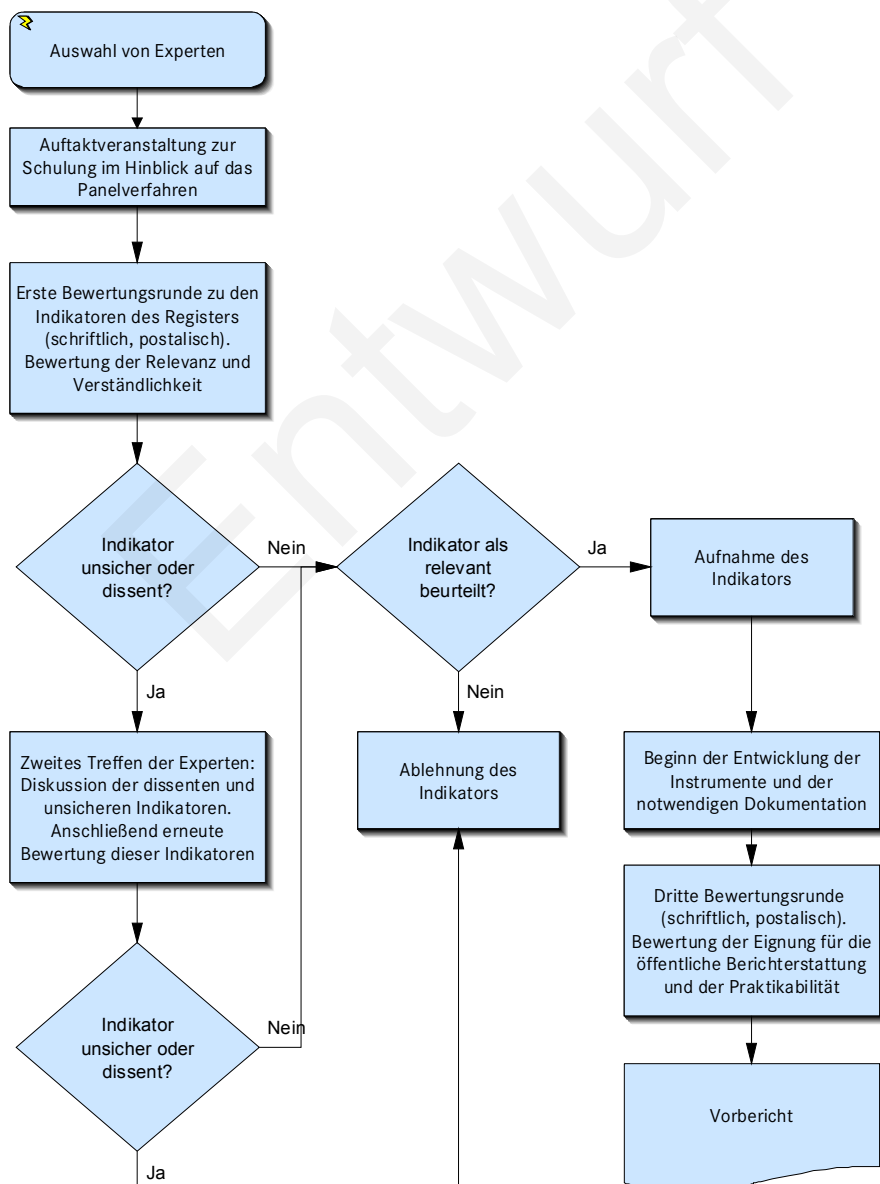 Auswahl von Experten
Auftaktveranstaltung zur
Schulung im Hinblick auf das
Panelverfahren
Erste Bewertungsrunde zu den
Indikatoren des Registers
(schriftlich, postalisch).
Bewertung der Relevanz und
Verständlichkeit
Indikator
unsicher oder
dissent?
Nein
Ja
Indikator als
relevant
beurteilt?
Ja
Nein
Aufnahme des
Indikators
Zweites Treffen der Experten:
Diskussion der dissenten und
unsicheren Indikatoren.
Anschließend erneute
Bewertung dieser Indikatoren
Ablehnung des
Indikators
Beginn der Entwicklung der
Instrumente und der
notwendigen Dokumentation
Dritte Bewertungsrunde
(schriftlich, postalisch).
Bewertung der Eignung für die
öffentliche Berichterstattung
und der Praktikabilität
Indikator
unsicher oder
dissent?
Nein
Ja
Vorbericht
Entwurf